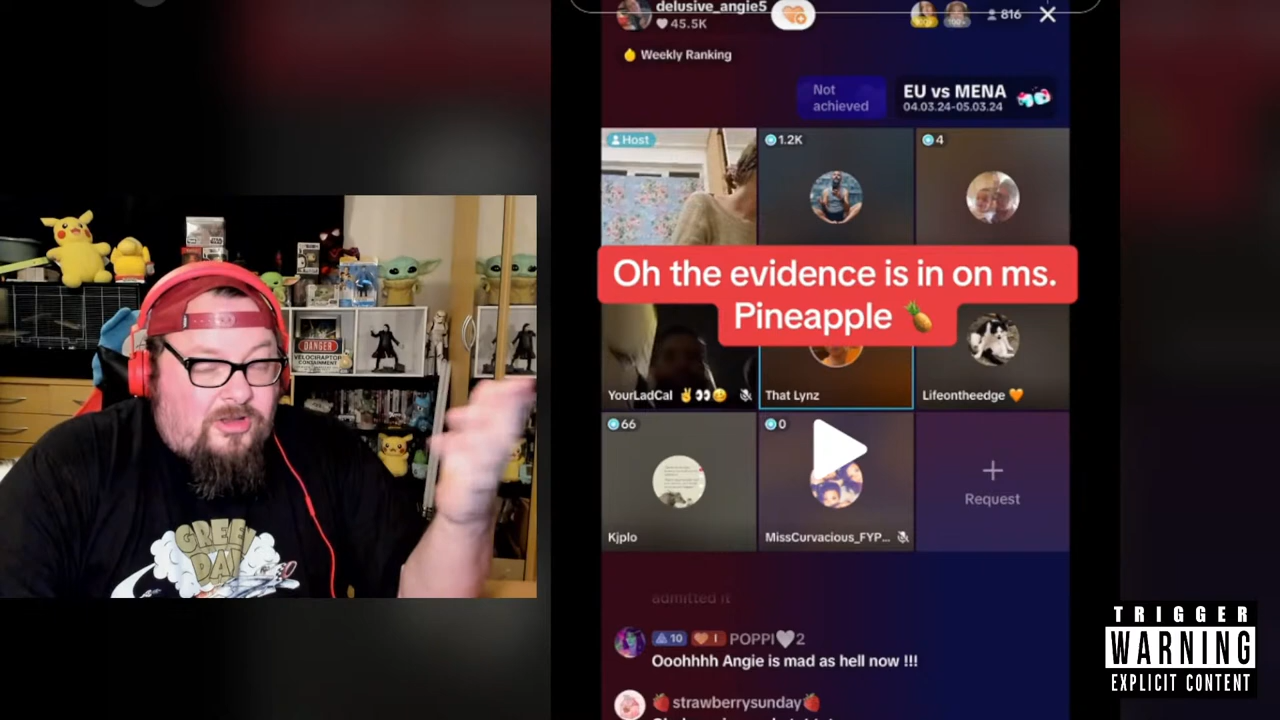 delusive_angie5
45.5K
816
Weekly Ranking
Not
achieved
EU vs MENA
04.03.24-05.03.24
Host
1.2K
4
Oh the evidence is in on ms.
Pineapple 🍍
YourLadCal ✌️👀😊
That Lynz
Lifeontheedge 🧡
66
0
Request
Kjplo
MissCurvacious_FYP...
admitted it
10
I
POPPI🤍2
Ooohhhh Angie is mad as hell now !!!
🍓strawberrysunday🍓
DANGER
VELOCIRAPTOR
CONTAINMENT
GREEN
DAY
TRIGGER
WARNING
EXPLICIT CONTENT